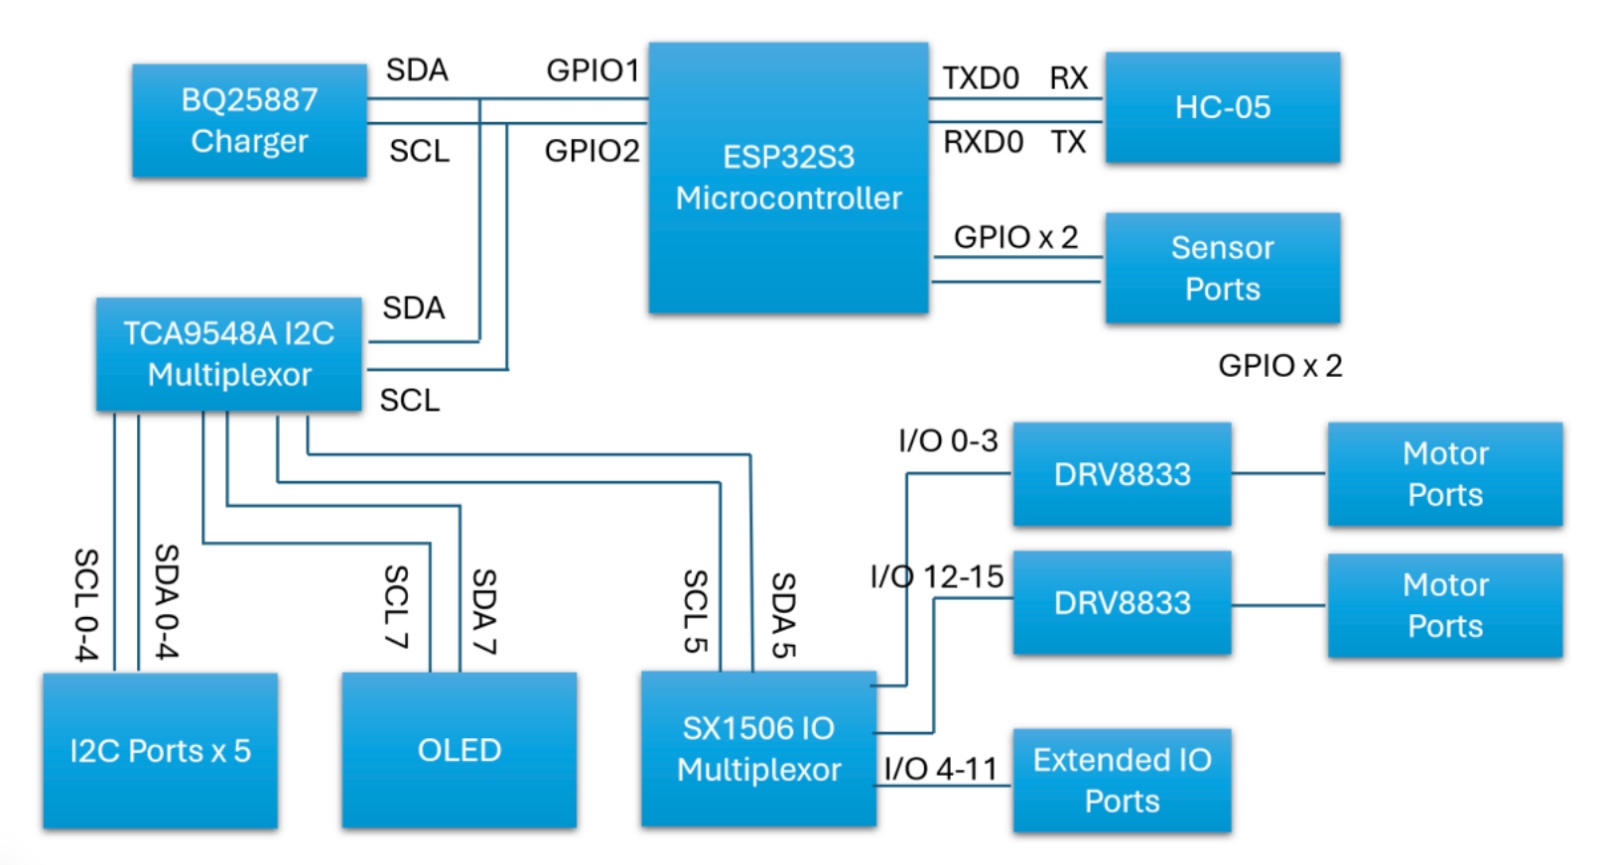 SDA
GPIO1
BQ25887
Charger
SCL
GPIO2
ESP32S3
Microcontroller
TXD0 RX
RXD0 TX
HC-05
GPIO x 2
Sensor
Ports
GPIO x 2
TCA9548A I2C
Multiplexor
SDA
SCL
SCL 0-4
SDA 0-4
SCL 7
SDA 7
SCL 5
SDA 5
I2C Ports x 5
OLED
SX1506 IO
Multiplexor
I/O 0-3
DRV8833
Motor
Ports
I/O 12-15
DRV8833
Motor
Ports
I/O 4-11
Extended IO
Ports